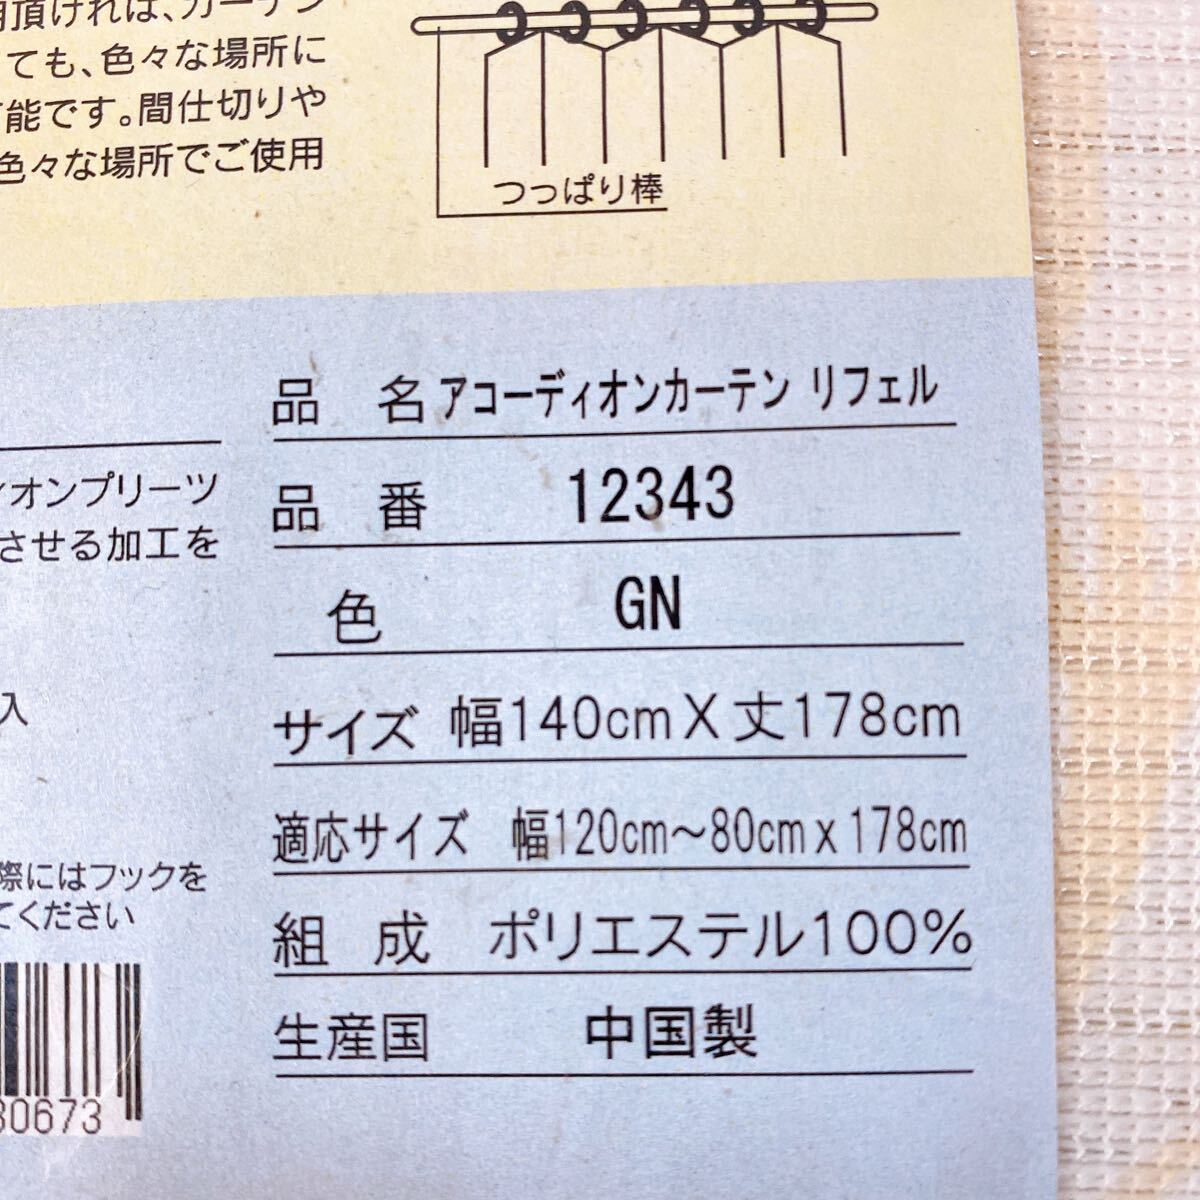 用頂ければ、カーテン
ても、色々な場所に
可能です。間仕切りや
色々な場所でご使用
つっぱり棒
ィオンプリーツ
させる加工を
入
際にはフックを
てください
30673
品 名 アコーディオンカーテン リフェル
品 番 12343
色 GN
サイズ 幅140cm X 丈178cm
適応サイズ 幅120cm～80cm x 178cm
組 成 ポリエステル100%
生産国 中国製